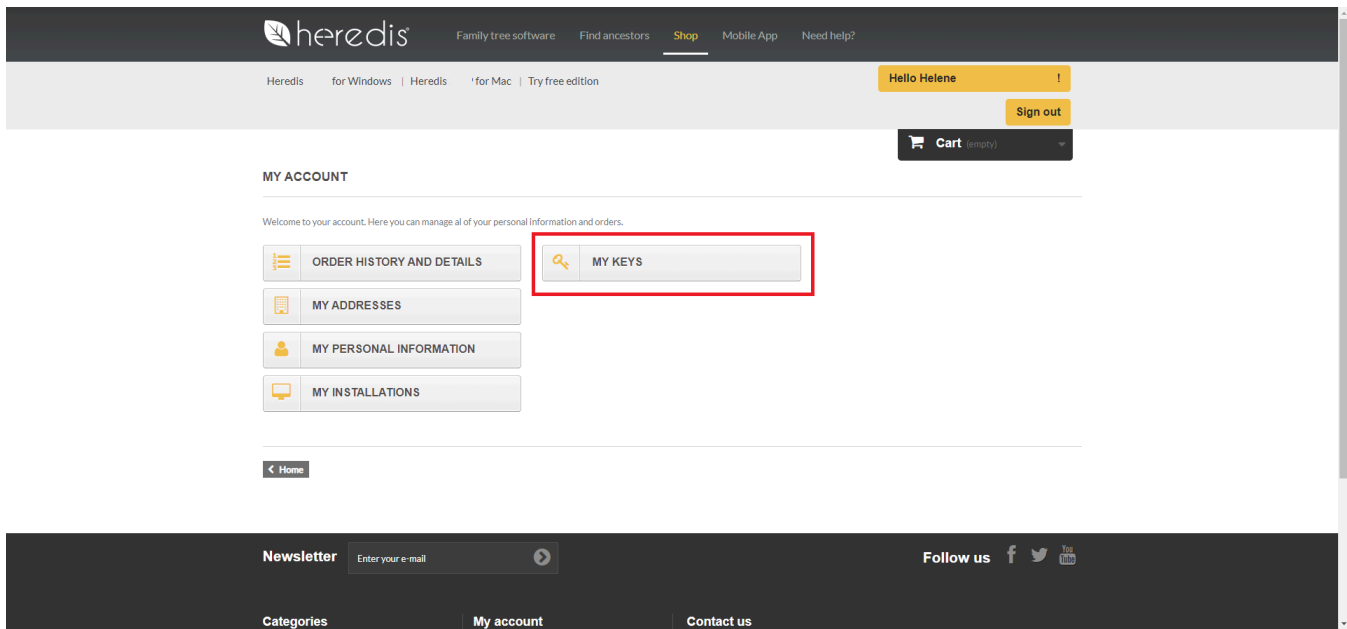 heredis
Family tree software Find ancestors Shop Mobile App Need help?
Heredis for Windows | Heredis for Mac | Try free edition
Hello Helene !
Sign out
Cart (empty)
MY ACCOUNT
Welcome to your account. Here you can manage al of your personal information and orders.
ORDER HISTORY AND DETAILS
MY KEYS
MY ADDRESSES
MY PERSONAL INFORMATION
MY INSTALLATIONS
Home
Newsletter Enter your e-mail
Follow us
You Tube
Categories My account Contact us